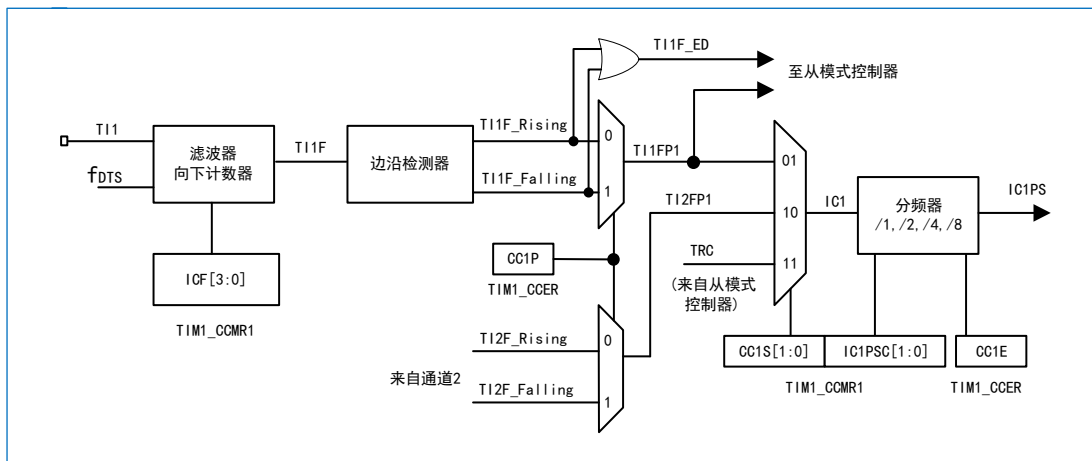 TI1F_ED
至从模式控制器
TI1
fDTS
滤波器
向下计数器
TI1F
边沿检测器
TI1F_Rising
TI1F_Falling
0
1
TI1FP1
TI2FP1
01
10
11
TRC
(来自从模式
控制器)
IC1
分频器
/1,/2,/4,/8
IC1PS
ICF[3:0]
TIM1_CCMR1
CC1P
TIM1_CCER
TI2F_Rising
来自通道2
TI2F_Falling
0
1
CC1S[1:0]
IC1PSC[1:0]
CC1E
TIM1_CCMR1
TIM1_CCER